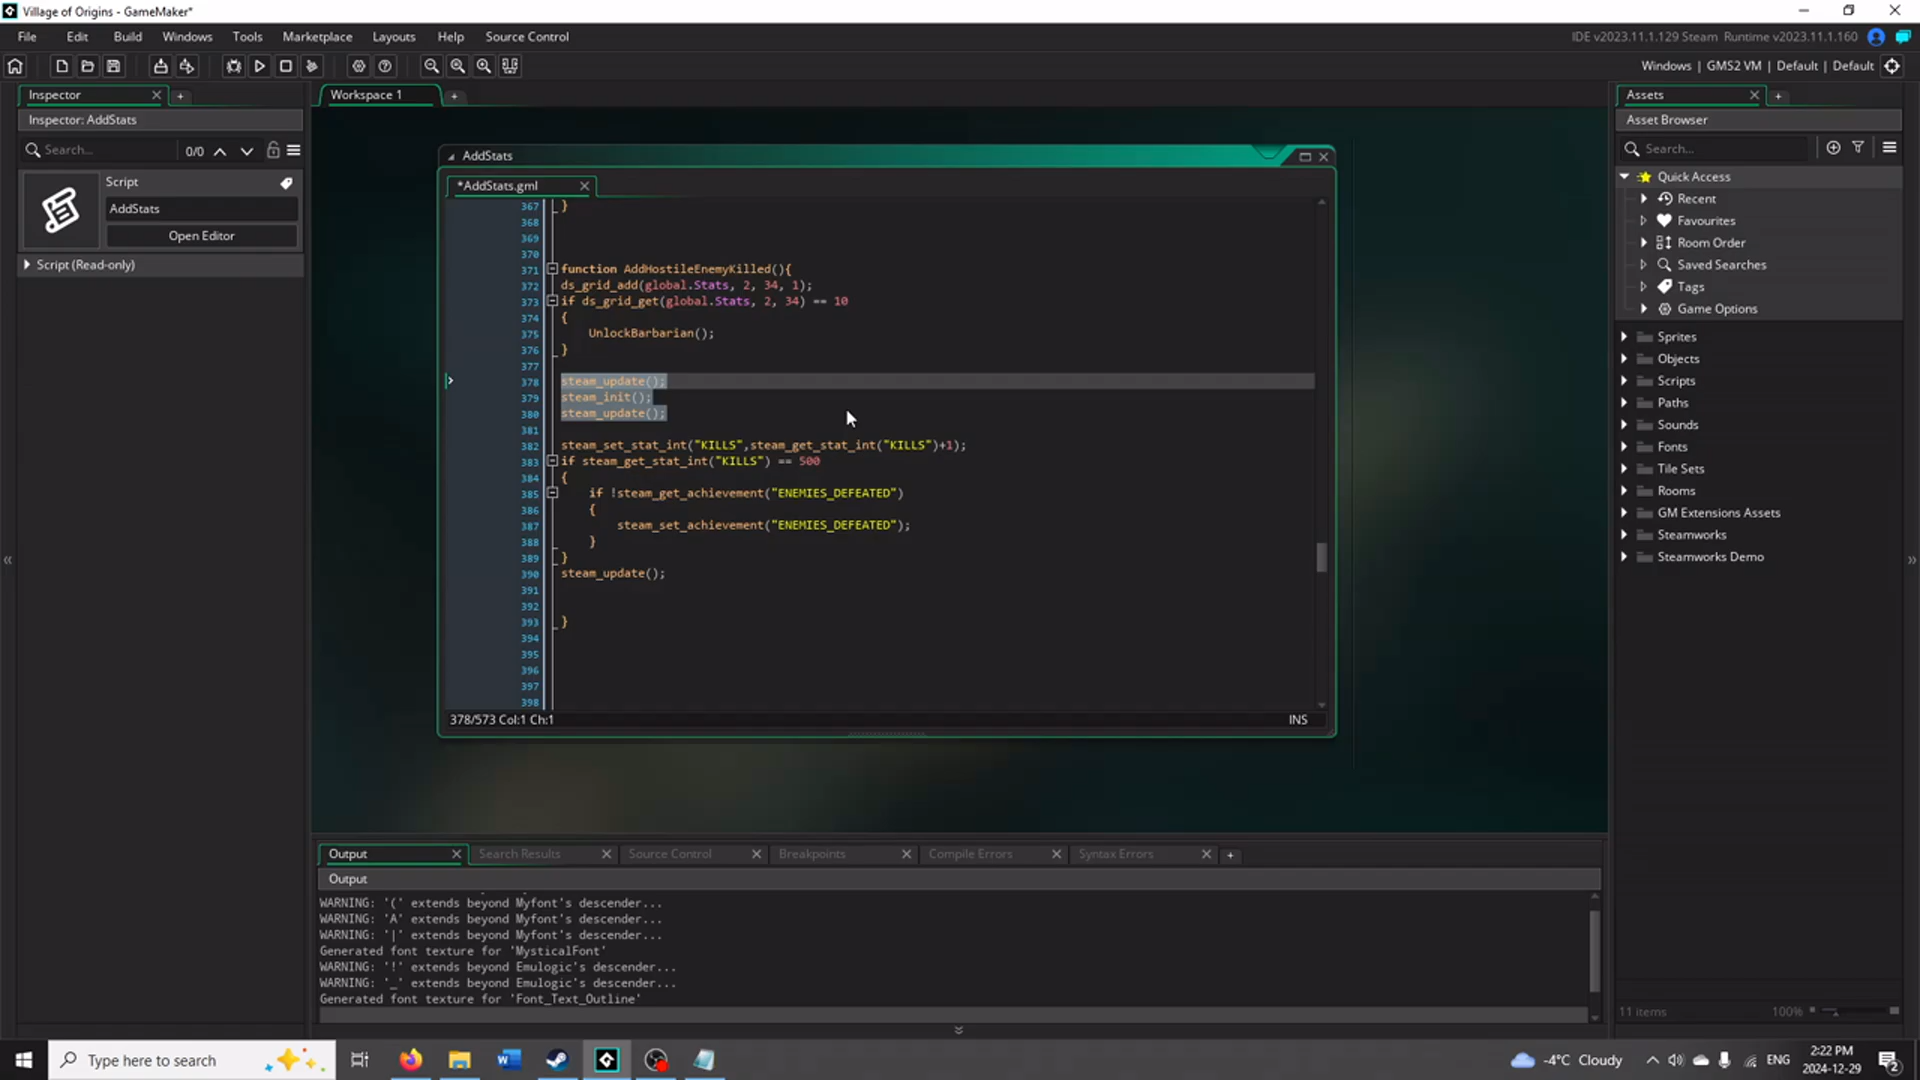 Village of Origins - GameMaker*
File Edit Build Windows Tools Marketplace Layouts Help Source Control
IDE v2023.11.1.129 Steam Runtime v2023.11.1.160
Windows | GMS2 VM | Default | Default
Inspector
Inspector: AddStats
Search... 0/0
Script
AddStats
Open Editor
Script (Read-only)
Workspace 1
AddStats
*AddStats.gml
367 }
368
369
370
371 function AddHostileEnemyKilled(){
372 ds_grid_add(global.Stats, 2, 34, 1);
373 if ds_grid_get(global.Stats, 2, 34) == 10
374 {
375 UnlockBarbarian();
376 }
377
378 steam_update();
379 steam_init();
380 steam_update();
381
382 steam_set_stat_int("KILLS",steam_get_stat_int("KILLS")+1);
383 if steam_get_stat_int("KILLS") == 500
384 {
385 if !steam_get_achievement("ENEMIES_DEFEATED")
386 {
387 steam_set_achievement("ENEMIES_DEFEATED");
388 }
389 }
390 steam_update();
391
392
393 }
394
395
396
397
398
378/573 Col:1 Ch:1 INS
Assets
Asset Browser
Search...
Quick Access
Recent
Favourites
Room Order
Saved Searches
Tags
Game Options
Sprites
Objects
Scripts
Paths
Sounds
Fonts
Tile Sets
Rooms
GM Extensions Assets
Steamworks
Steamworks Demo
11 items 100%
Output Search Results Source Control Breakpoints Compile Errors Syntax Errors
Output
WARNING: '(' extends beyond Myfont's descender...
WARNING: 'A' extends beyond Myfont's descender...
WARNING: '|' extends beyond Myfont's descender...
Generated font texture for 'MysticalFont'
WARNING: '!' extends beyond Emulogic's descender...
WARNING: '_' extends beyond Emulogic's descender...
Generated font texture for 'Font_Text_Outline'
Type here to search
-4°C Cloudy
ENG
2:22 PM
2024-12-29
2